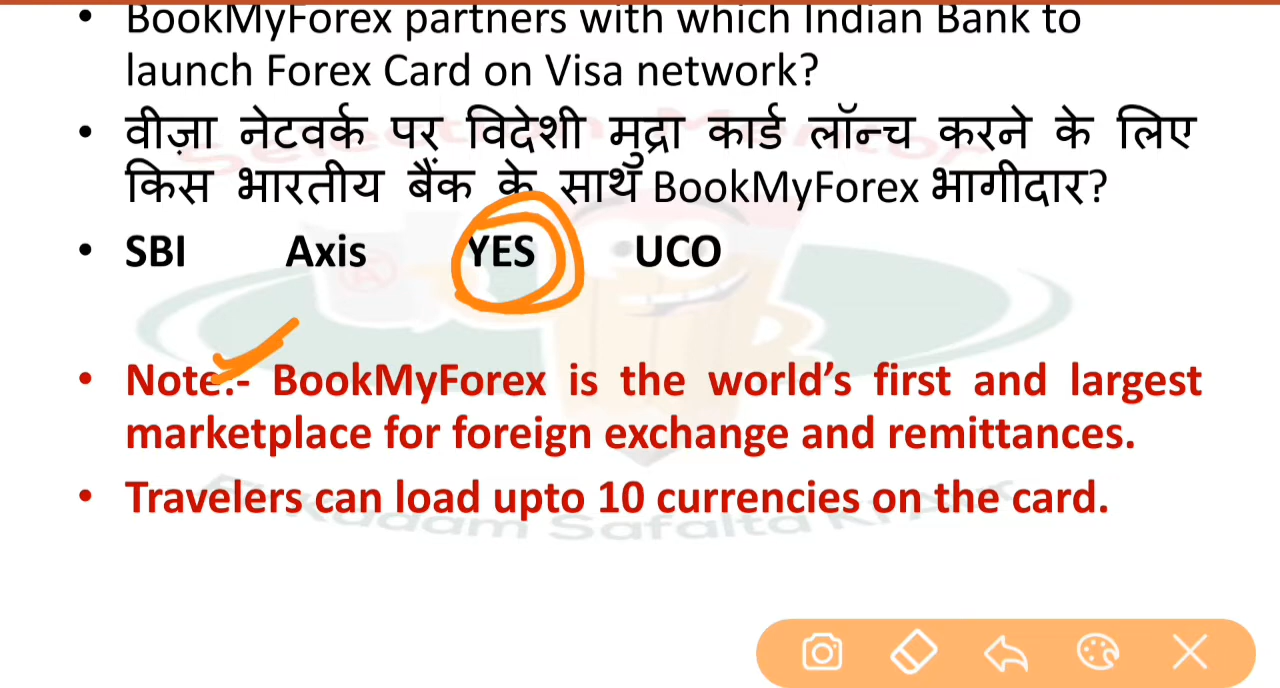 • BookMyForex partners with which Indian Bank to
launch Forex Card on Visa network?
• वीज़ा नेटवर्क पर विदेशी मुद्रा कार्ड लॉन्च करने के लिए
किस भारतीय बैंक के साथ BookMyForex भागीदार?
• SBI Axis YES UCO
• Note:- BookMyForex is the world’s first and largest
marketplace for foreign exchange and remittances.
• Travelers can load upto 10 currencies on the card.